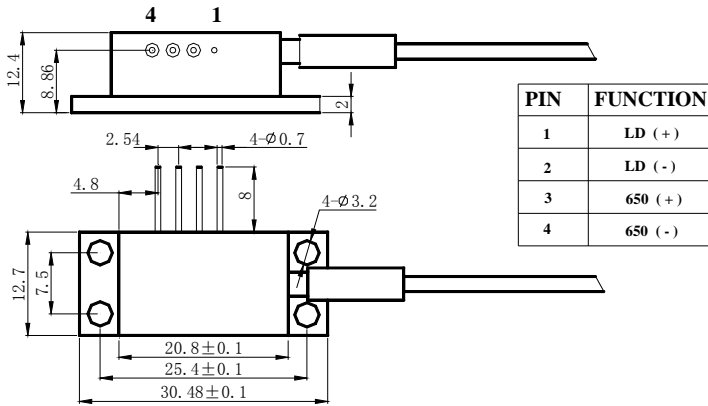 4 1
12.4
8.86
2
PIN FUNCTION
1 LD (+)
2 LD (-)
3 650 (+)
4 650 (-)
2.54 4-Ø0.7
4.8
8
4-Ø3.2
12.7
7.5
20.8±0.1
25.4±0.1
30.48±0.1